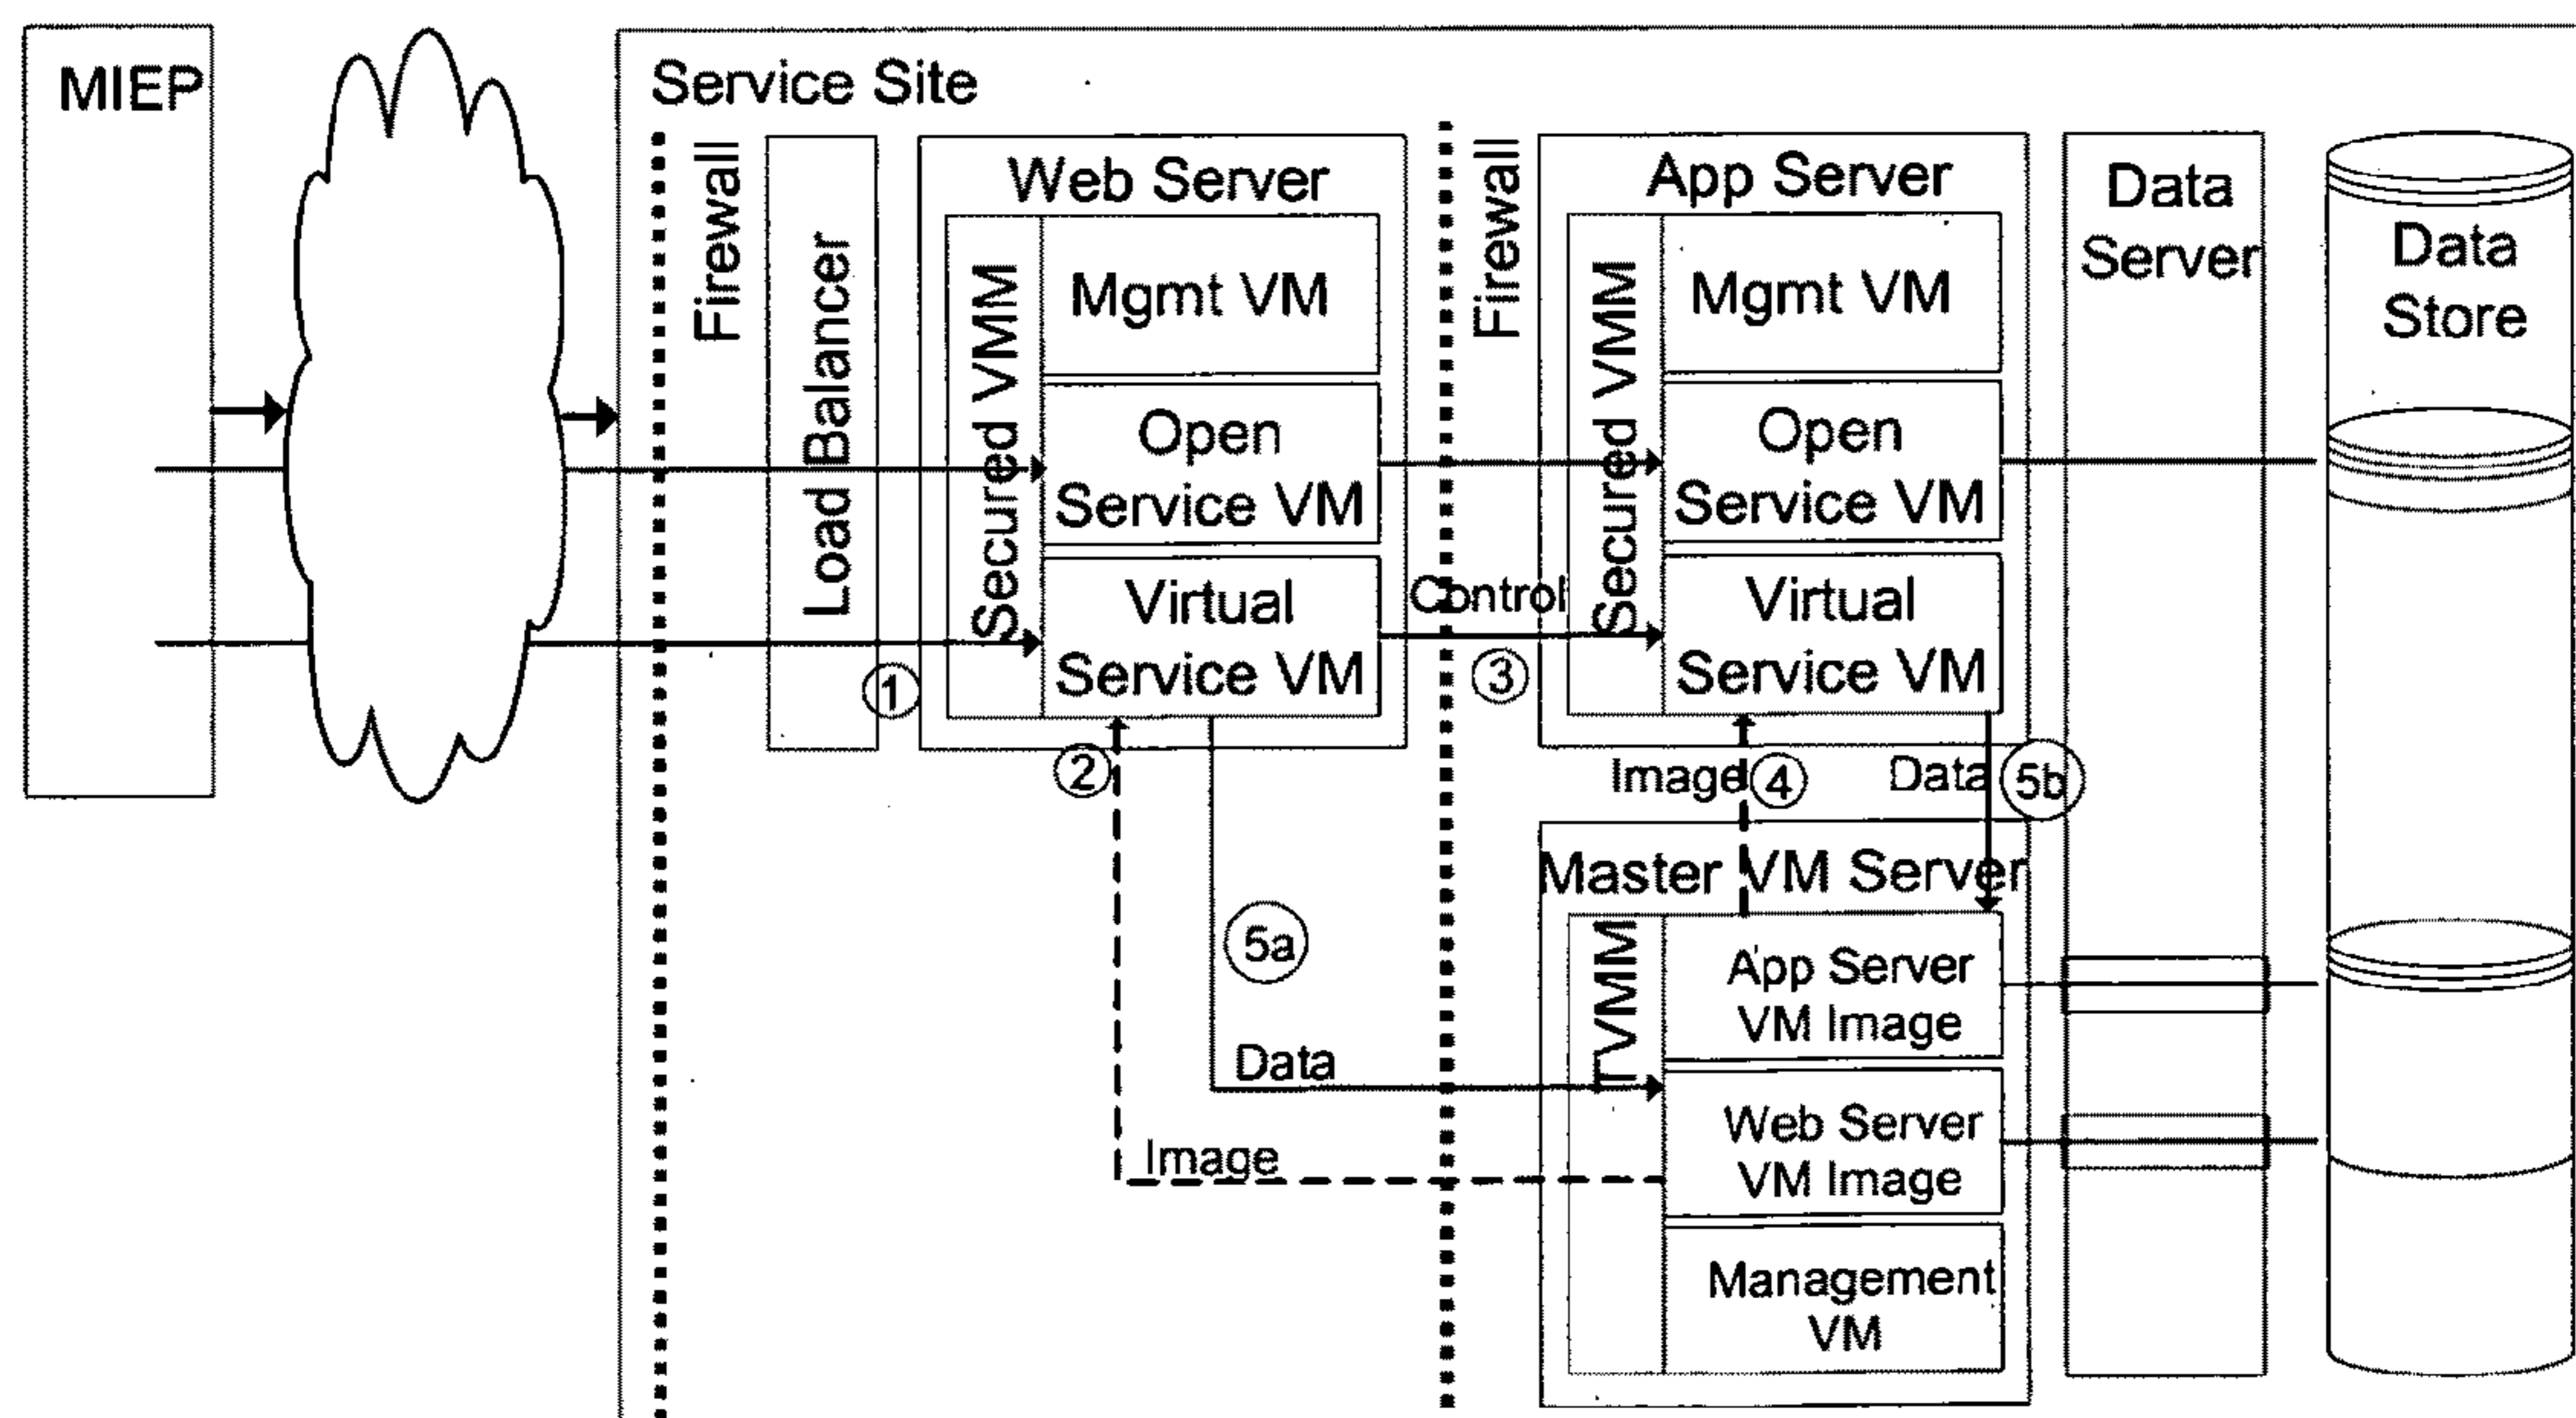 MIEP
Service Site
Firewall
Load Balancer
Web Server
Secured VMM
Mgmt VM
Open
Service VM
Virtual
Service VM
①
②
Control
③
Firewall
App Server
Secured VMM
Mgmt VM
Open
Service VM
Virtual
Service VM
Image
④
Data
5b
Data
Server
Data
Store
5a
Data
Image
Master VM Server
TVMM
App Server
VM Image
Web Server
VM Image
Management
VM